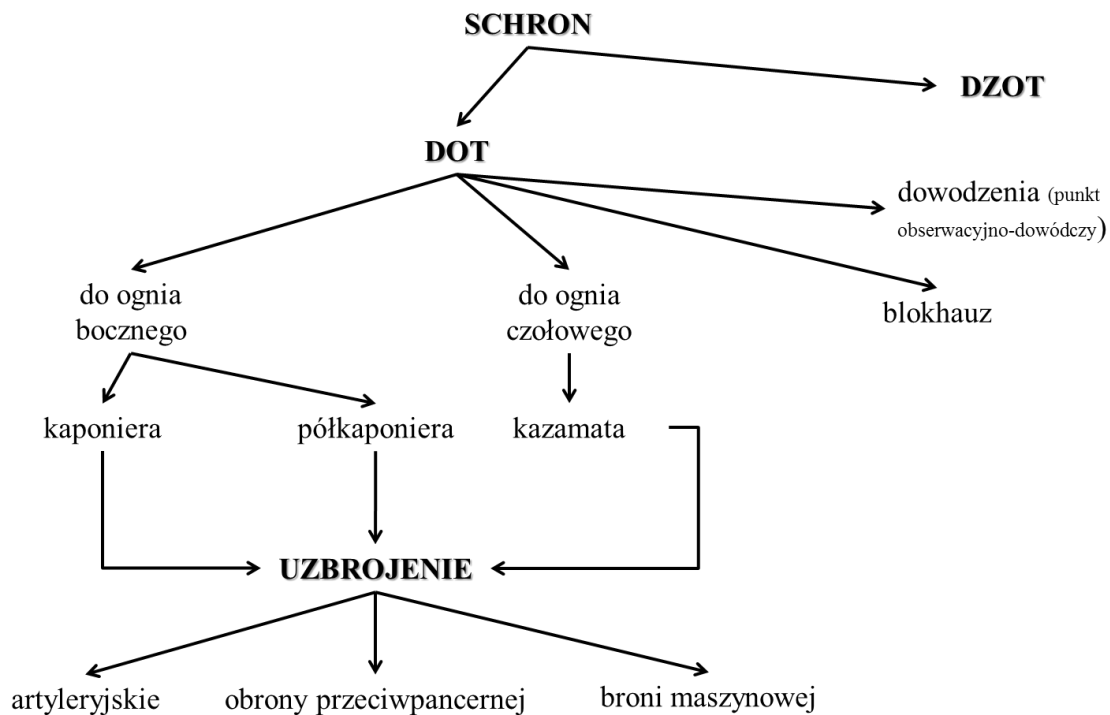 SCHRON
DZOT
DOT
dowodzenia (punkt
obserwacyjno-dowódczy)
do ognia
bocznego
do ognia
czołowego
blokhauz
kaponiera
półkaponiera
kazamata
UZBROJENIE
artyleryjskie
obrony przeciwpancernej
broni maszynowej